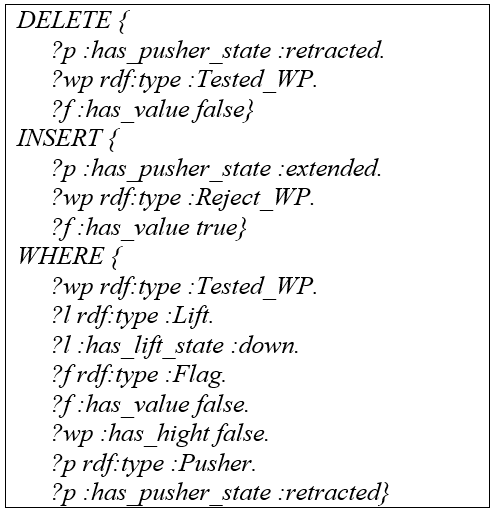 DELETE {
?p :has_pusher_state :retracted.
?wp rdf:type :Tested_WP.
?f :has_value false}
INSERT {
?p :has_pusher_state :extended.
?wp rdf:type :Reject_WP.
?f :has_value true}
WHERE {
?wp rdf:type :Tested_WP.
?l rdf:type :Lift.
?l :has_lift_state :down.
?f rdf:type :Flag.
?f :has_value false.
?wp :has_hight false.
?p rdf:type :Pusher.
?p :has_pusher_state :retracted}